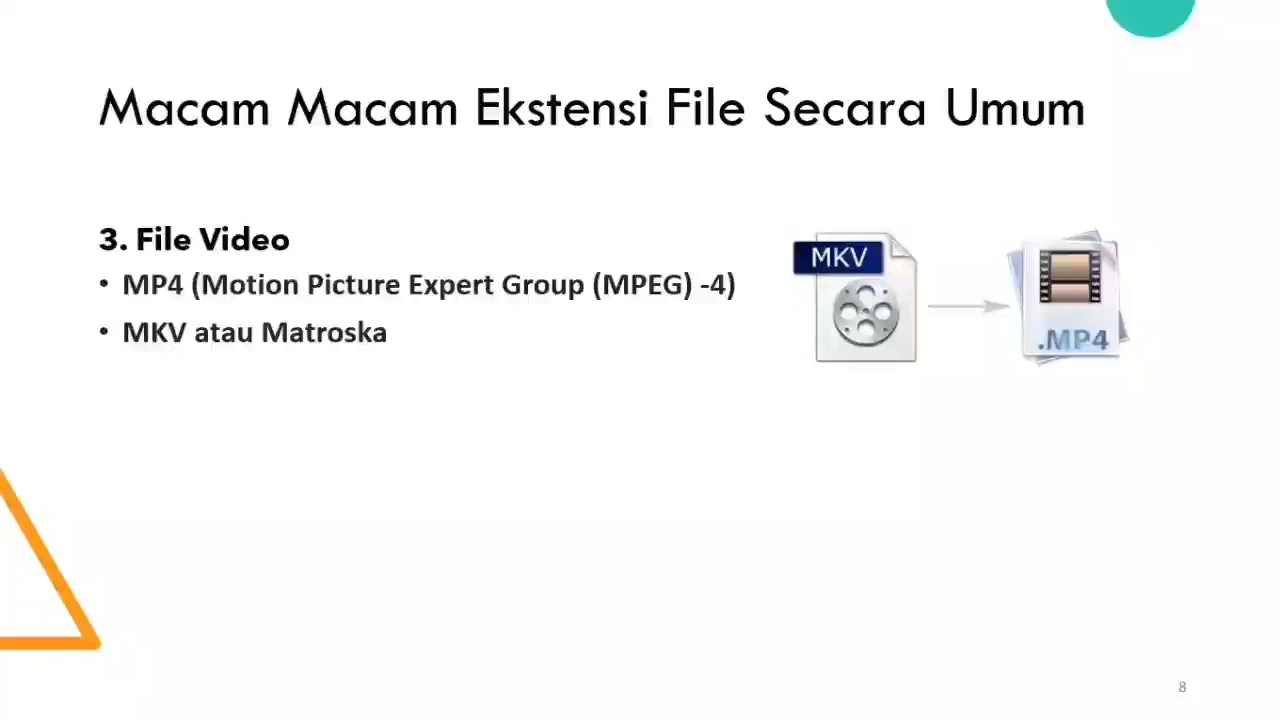 Macam Macam Ekstensi File Secara Umum
3. File Video
• MP4 (Motion Picture Expert Group (MPEG) -4)
• MKV atau Matroska
MKV
.MP4
8